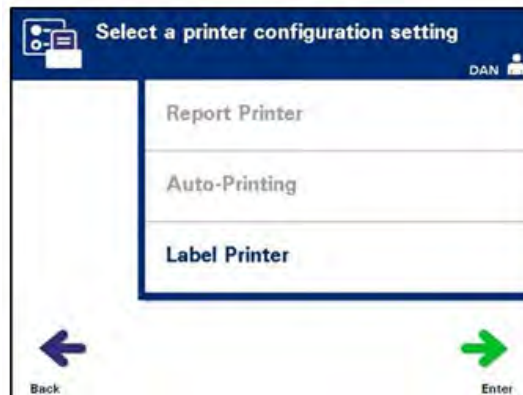 Select a printer configuration setting
DAN
Report Printer
Auto-Printing
Label Printer
Back
Enter